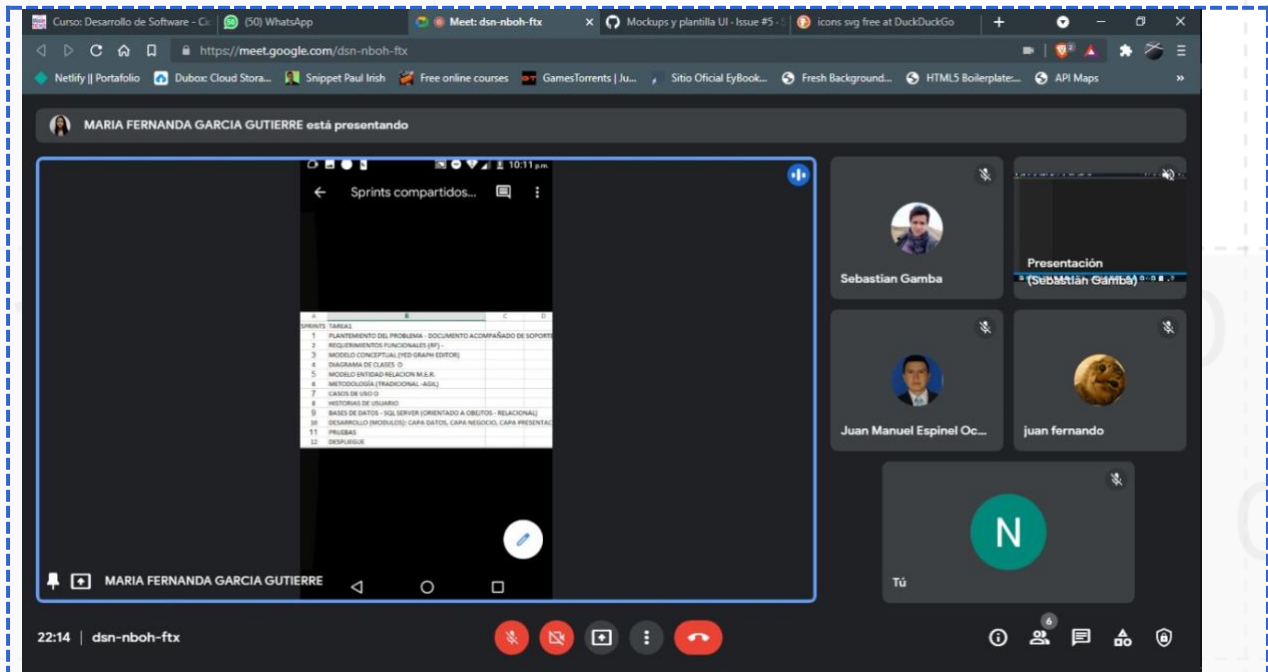 Curso: Desarrollo de Software - Ci
(50) WhatsApp
Meet: dsn-nboh-ftx
Mockups y plantilla UI - Issue #5 -
icons svg free at DuckDuckGo
https://meet.google.com/dsn-nboh-ftx
Netlify || Portafolio
Dubox: Cloud Stora...
Snippet Paul Irish
Free online courses
GamesTorrents | Ju...
Sitio Oficial EyBook...
Fresh Background...
HTML5 Boilerplate:...
API Maps
MARIA FERNANDA GARCIA GUTIERRE está presentando
10:11 p.m.
Sprints compartidos...
A B C D
SPRINTS TAREA1
1 PLANTEMIENTO DEL PROBLEMA - DOCUMENTO ACOMPAÑADO DE SOPORTE
2 REQUERIMIENTOS FUNCIONALES (RF) -
3 MODELO CONCEPTUAL (YED GRAPH EDITOR)
4 DIAGRAMA DE CLASES O
5 MODELO ENTIDAD RELACION M.E.R.
6 METODOLOGÍA (TRADICIONAL -AGIL)
7 CASOS DE USO O
8 HISTORIAS DE USUARIO
9 BASES DE DATOS - SQL SERVER (ORIENTADO A OBEJTOS - RELACIONAL)
10 DESARROLLO (MODULOS): CAPA DATOS, CAPA NEGOCIO, CAPA PRESENTAC
11 PRUEBAS
12 DESPLIEGUE
MARIA FERNANDA GARCIA GUTIERRE
Sebastian Gamba
Presentación
(Sebastián Gamba)
Juan Manuel Espinel Oc...
juan fernando
N
Tú
22:14 | dsn-nboh-ftx
6